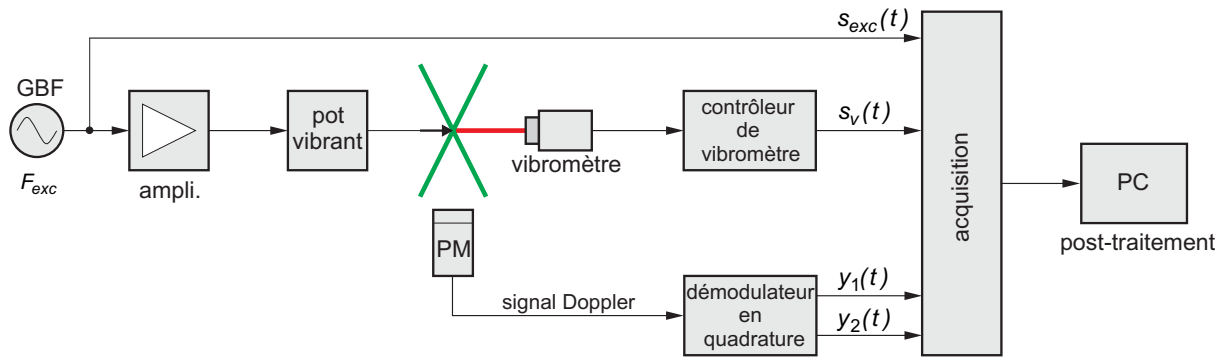 GBF
F_exc
ampli.
pot
vibrant
vibromètre
contrôleur
de
vibromètre
s_exc(t)
s_v(t)
PM
signal Doppler
démodulateur
en
quadrature
y_1(t)
y_2(t)
acquisition
PC
post-traitement